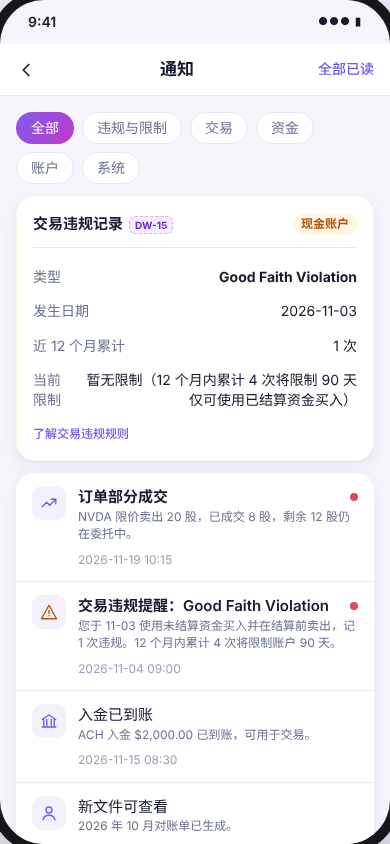 9:41
通知
全部已读
全部
违规与限制
交易
资金
账户
系统
交易违规记录
DW-15
现金账户
类型
Good Faith Violation
发生日期
2026-11-03
近 12 个月累计
1 次
当前限制
暂无限制（12 个月内累计 4 次将限制 90 天
仅可使用已结算资金买入）
了解交易违规规则
订单部分成交
NVDA 限价卖出 20 股，已成交 8 股，剩余 12 股仍
在委托中。
2026-11-19 10:15
交易违规提醒：Good Faith Violation
您于 11-03 使用未结算资金买入并在结算前卖出，记
1 次违规。12 个月内累计 4 次将限制账户 90 天。
2026-11-04 09:00
入金已到账
ACH 入金 $2,000.00 已到账，可用于交易。
2026-11-15 08:30
新文件可查看
2026 年 10 月对账单已生成。